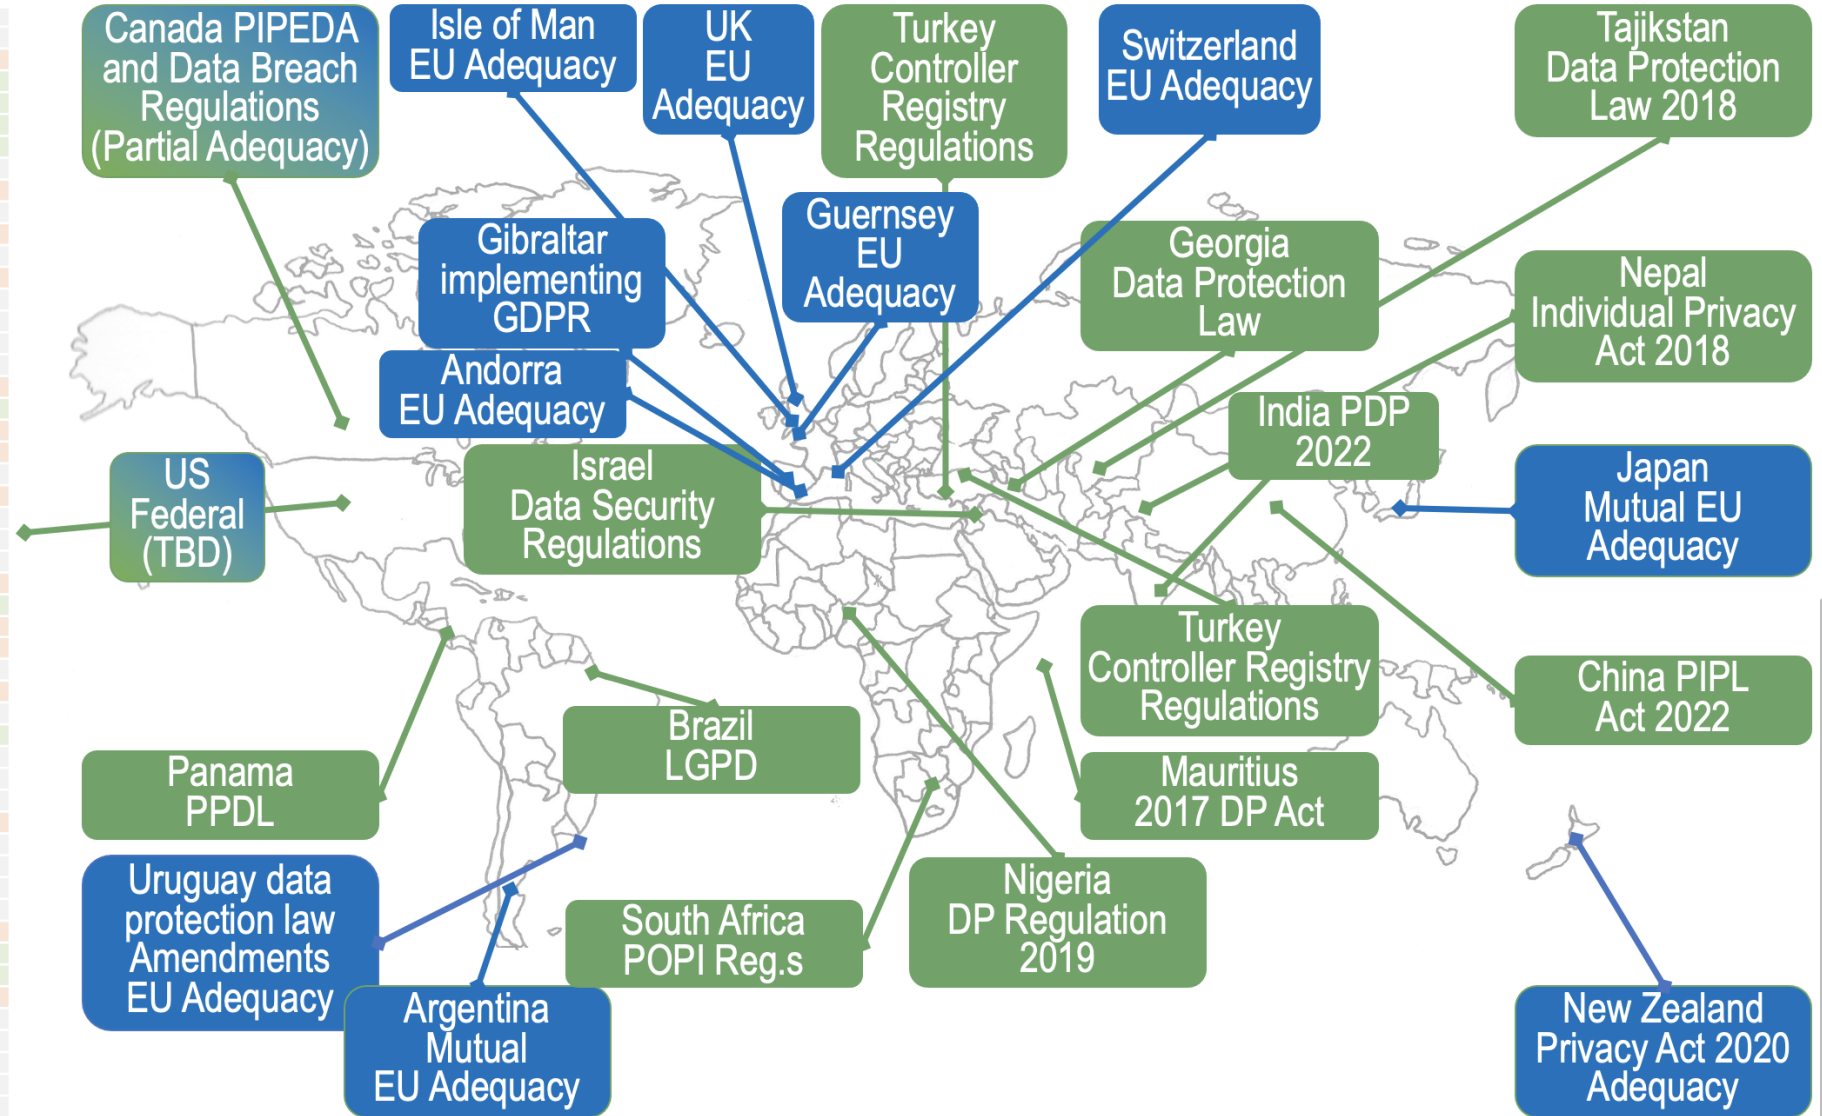 Canada PIPEDA
and Data Breach
Regulations
(Partial Adequacy)
Isle of Man
EU Adequacy
UK
EU
Adequacy
Turkey
Controller
Registry
Regulations
Switzerland
EU Adequacy
Tajikstan
Data Protection
Law 2018
Gibraltar
implementing
GDPR
Guernsey
EU
Adequacy
Georgia
Data Protection
Law
Nepal
Individual Privacy
Act 2018
Andorra
EU Adequacy
India PDP
2022
US
Federal
(TBD)
Israel
Data Security
Regulations
Japan
Mutual EU
Adequacy
Turkey
Controller Registry
Regulations
China PIPL
Act 2022
Brazil
LGPD
Panama
PPDL
Mauritius
2017 DP Act
Uruguay data
protection law
Amendments
EU Adequacy
South Africa
POPI Reg.s
Nigeria
DP Regulation
2019
Argentina
Mutual
EU Adequacy
New Zealand
Privacy Act 2020
Adequacy